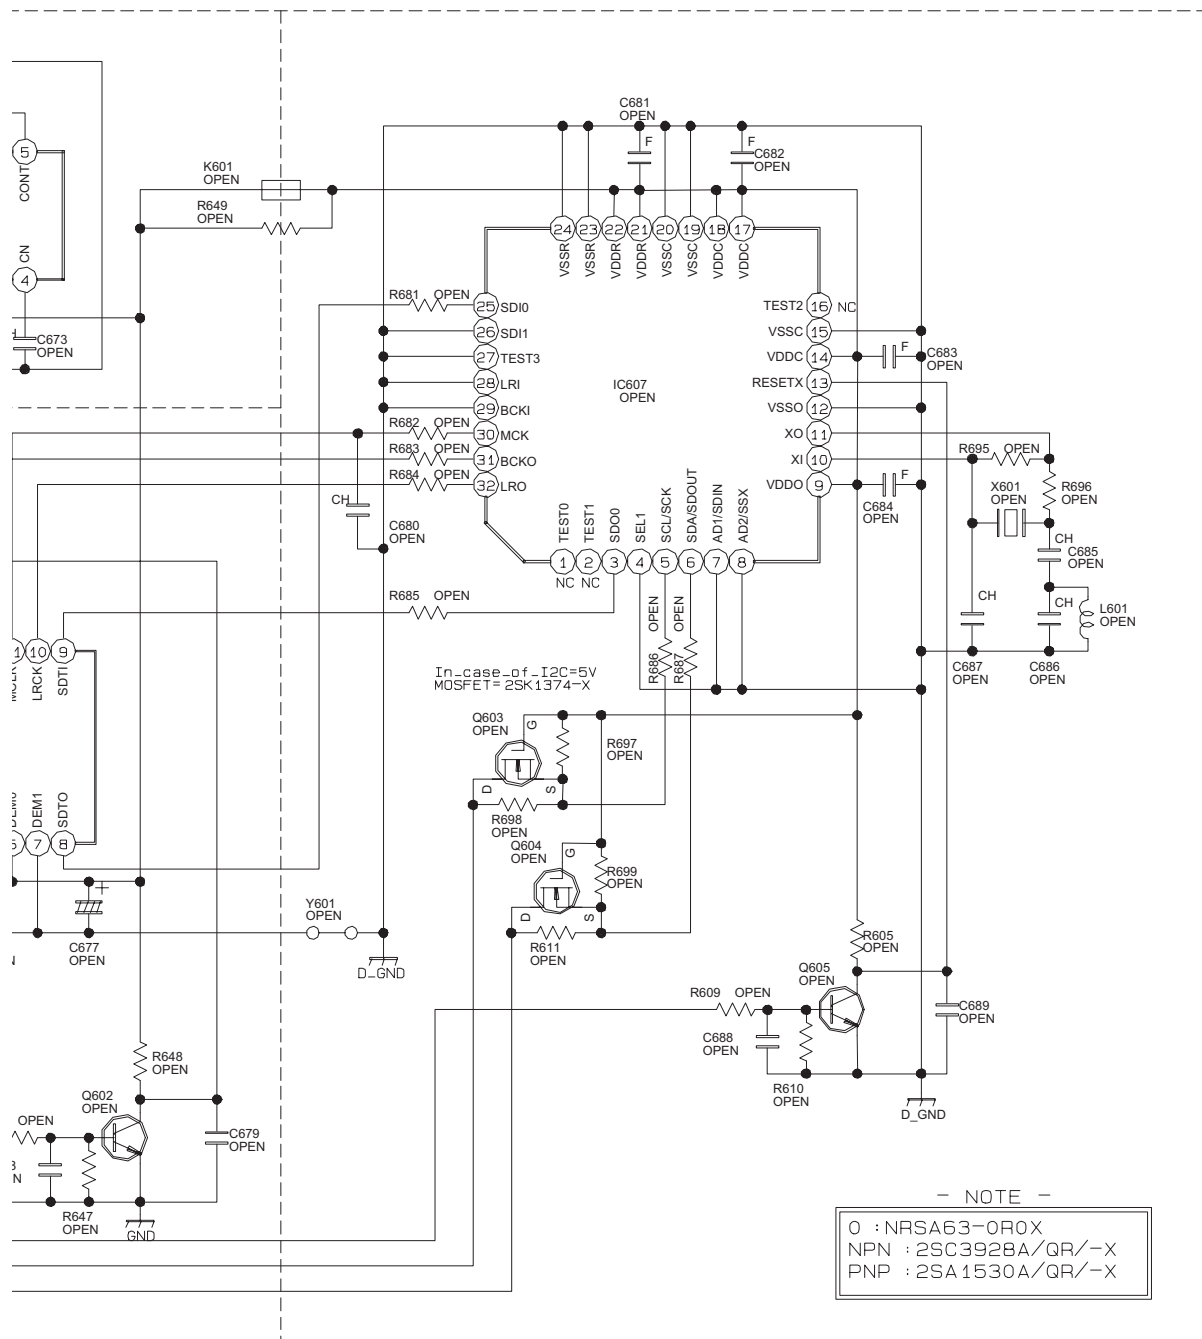 C681
OPEN
F
F
C682
OPEN
5
CONT
K601
OPEN
R649
OPEN
CN
4
C673
OPEN
24 23 22 21 20 19 18 17
VSSR VSSR VDDR VDDR VSSC VSSC VDDC VDDC
R681 OPEN 25 SDI0
26 SDI1
27 TEST3
28 LRI
29 BCKI
R682 OPEN 30 MCK
R683 OPEN 31 BCKO
R684 OPEN 32 LRO
IC607
OPEN
TEST2 16 NC
VSSC 15
VDDC 14
F
C683
OPEN
RESETX 13
VSSO 12
XO 11
XI 10
VDDO 9
F
C684
OPEN
R695 OPEN
X601
OPEN
R696
OPEN
CH
C680
OPEN
TEST0 TEST1 SDO0 SEL1 SCL/SCK SDA/SDOUT AD1/SDIN AD2/SSX
1 2 3 4 5 6 7 8
NC NC
CH
C685
OPEN
R685 OPEN
OPEN OPEN
R686 R687
CH
CH
L601
OPEN
C687
OPEN
C686
OPEN
10 9
LRCK SDTI
In_case_of_I2C=5V
MOSFET=2SK1374-X
Q603
OPEN
G
R697
OPEN
D
S
R698
OPEN
Q604
OPEN
G
R699
OPEN
D
S
R611
OPEN
DEM1 SDTO
7 8
+
C677
OPEN
Y601
OPEN
D_GND
R605
OPEN
Q605
OPEN
R609 OPEN
C688
OPEN
C689
OPEN
R610
OPEN
D_GND
R648
OPEN
Q602
OPEN
OPEN
C679
OPEN
R647
OPEN
GND
- NOTE -
0 :NRSA63-0R0X
NPN :2SC3928A/QR/-X
PNP :2SA1530A/QR/-X